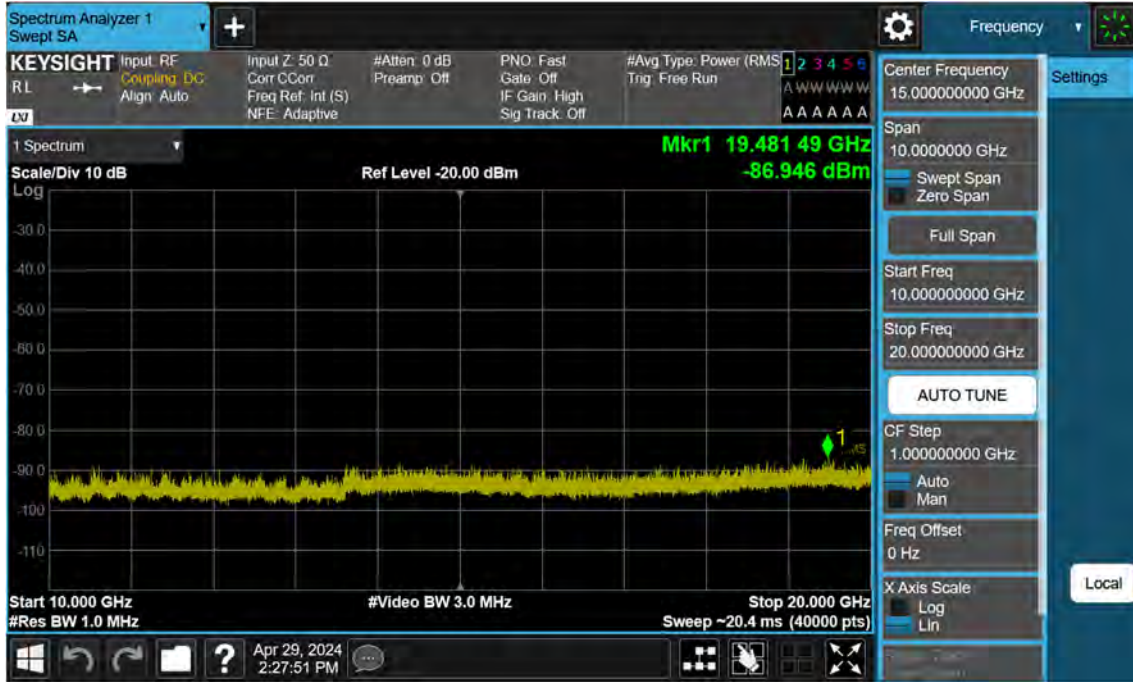 Spectrum Analyzer 1
Swept SA
+
Frequency
KEYSIGHT
RL
LXI
Input: RF
Coupling: DC
Align: Auto
Input Z: 50 Ω
Corr CCorr
Freq Ref: Int (S)
NFE: Adaptive
#Atten: 0 dB
Preamp: Off
PNO: Fast
Gate: Off
IF Gain: High
Sig Track: Off
#Avg Type: Power (RMS
Trig: Free Run
1 2 3 4 5 6
A W W W W W
A A A A A A
1 Spectrum
Scale/Div 10 dB
Ref Level -20.00 dBm
Mkr1 19.481 49 GHz
-86.946 dBm
Log
-30.0
-40.0
-50.0
-60.0
-70.0
-80.0
-90.0
-100
-110
1
Start 10.000 GHz
#Video BW 3.0 MHz
Stop 20.000 GHz
#Res BW 1.0 MHz
Sweep ~20.4 ms (40000 pts)
Center Frequency
15.000000000 GHz
Settings
Span
10.0000000 GHz
Swept Span
Zero Span
Full Span
Start Freq
10.000000000 GHz
Stop Freq
20.000000000 GHz
AUTO TUNE
CF Step
1.000000000 GHz
Auto
Man
Freq Offset
0 Hz
X Axis Scale
Log
Lin
Local
?
Apr 29, 2024
2:27:51 PM